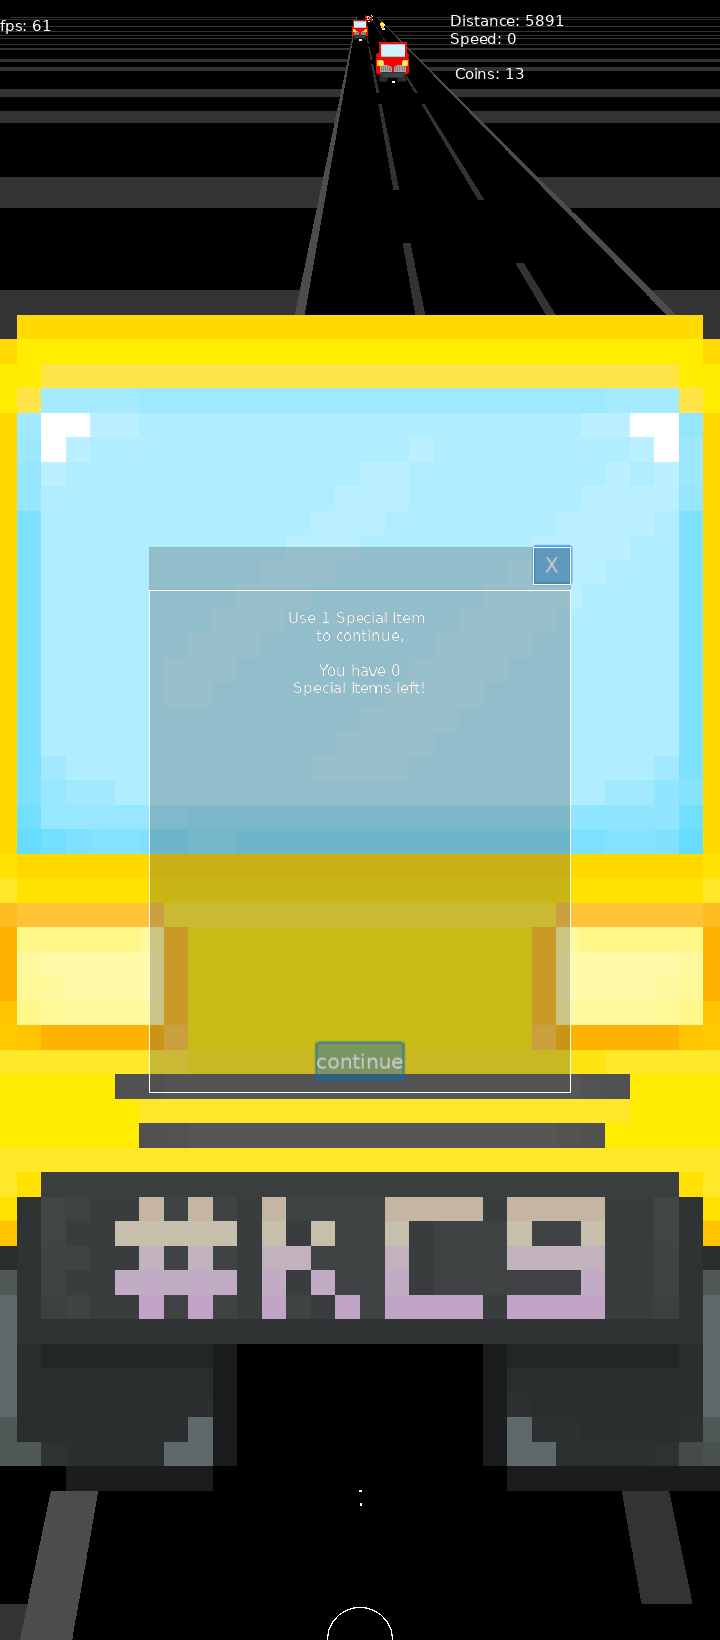 fps: 61
Distance: 5891
Speed: 0
Coins: 13
X
Use 1 Special Item
to continue,
You have 0
Special Items left!
continue
#KC9